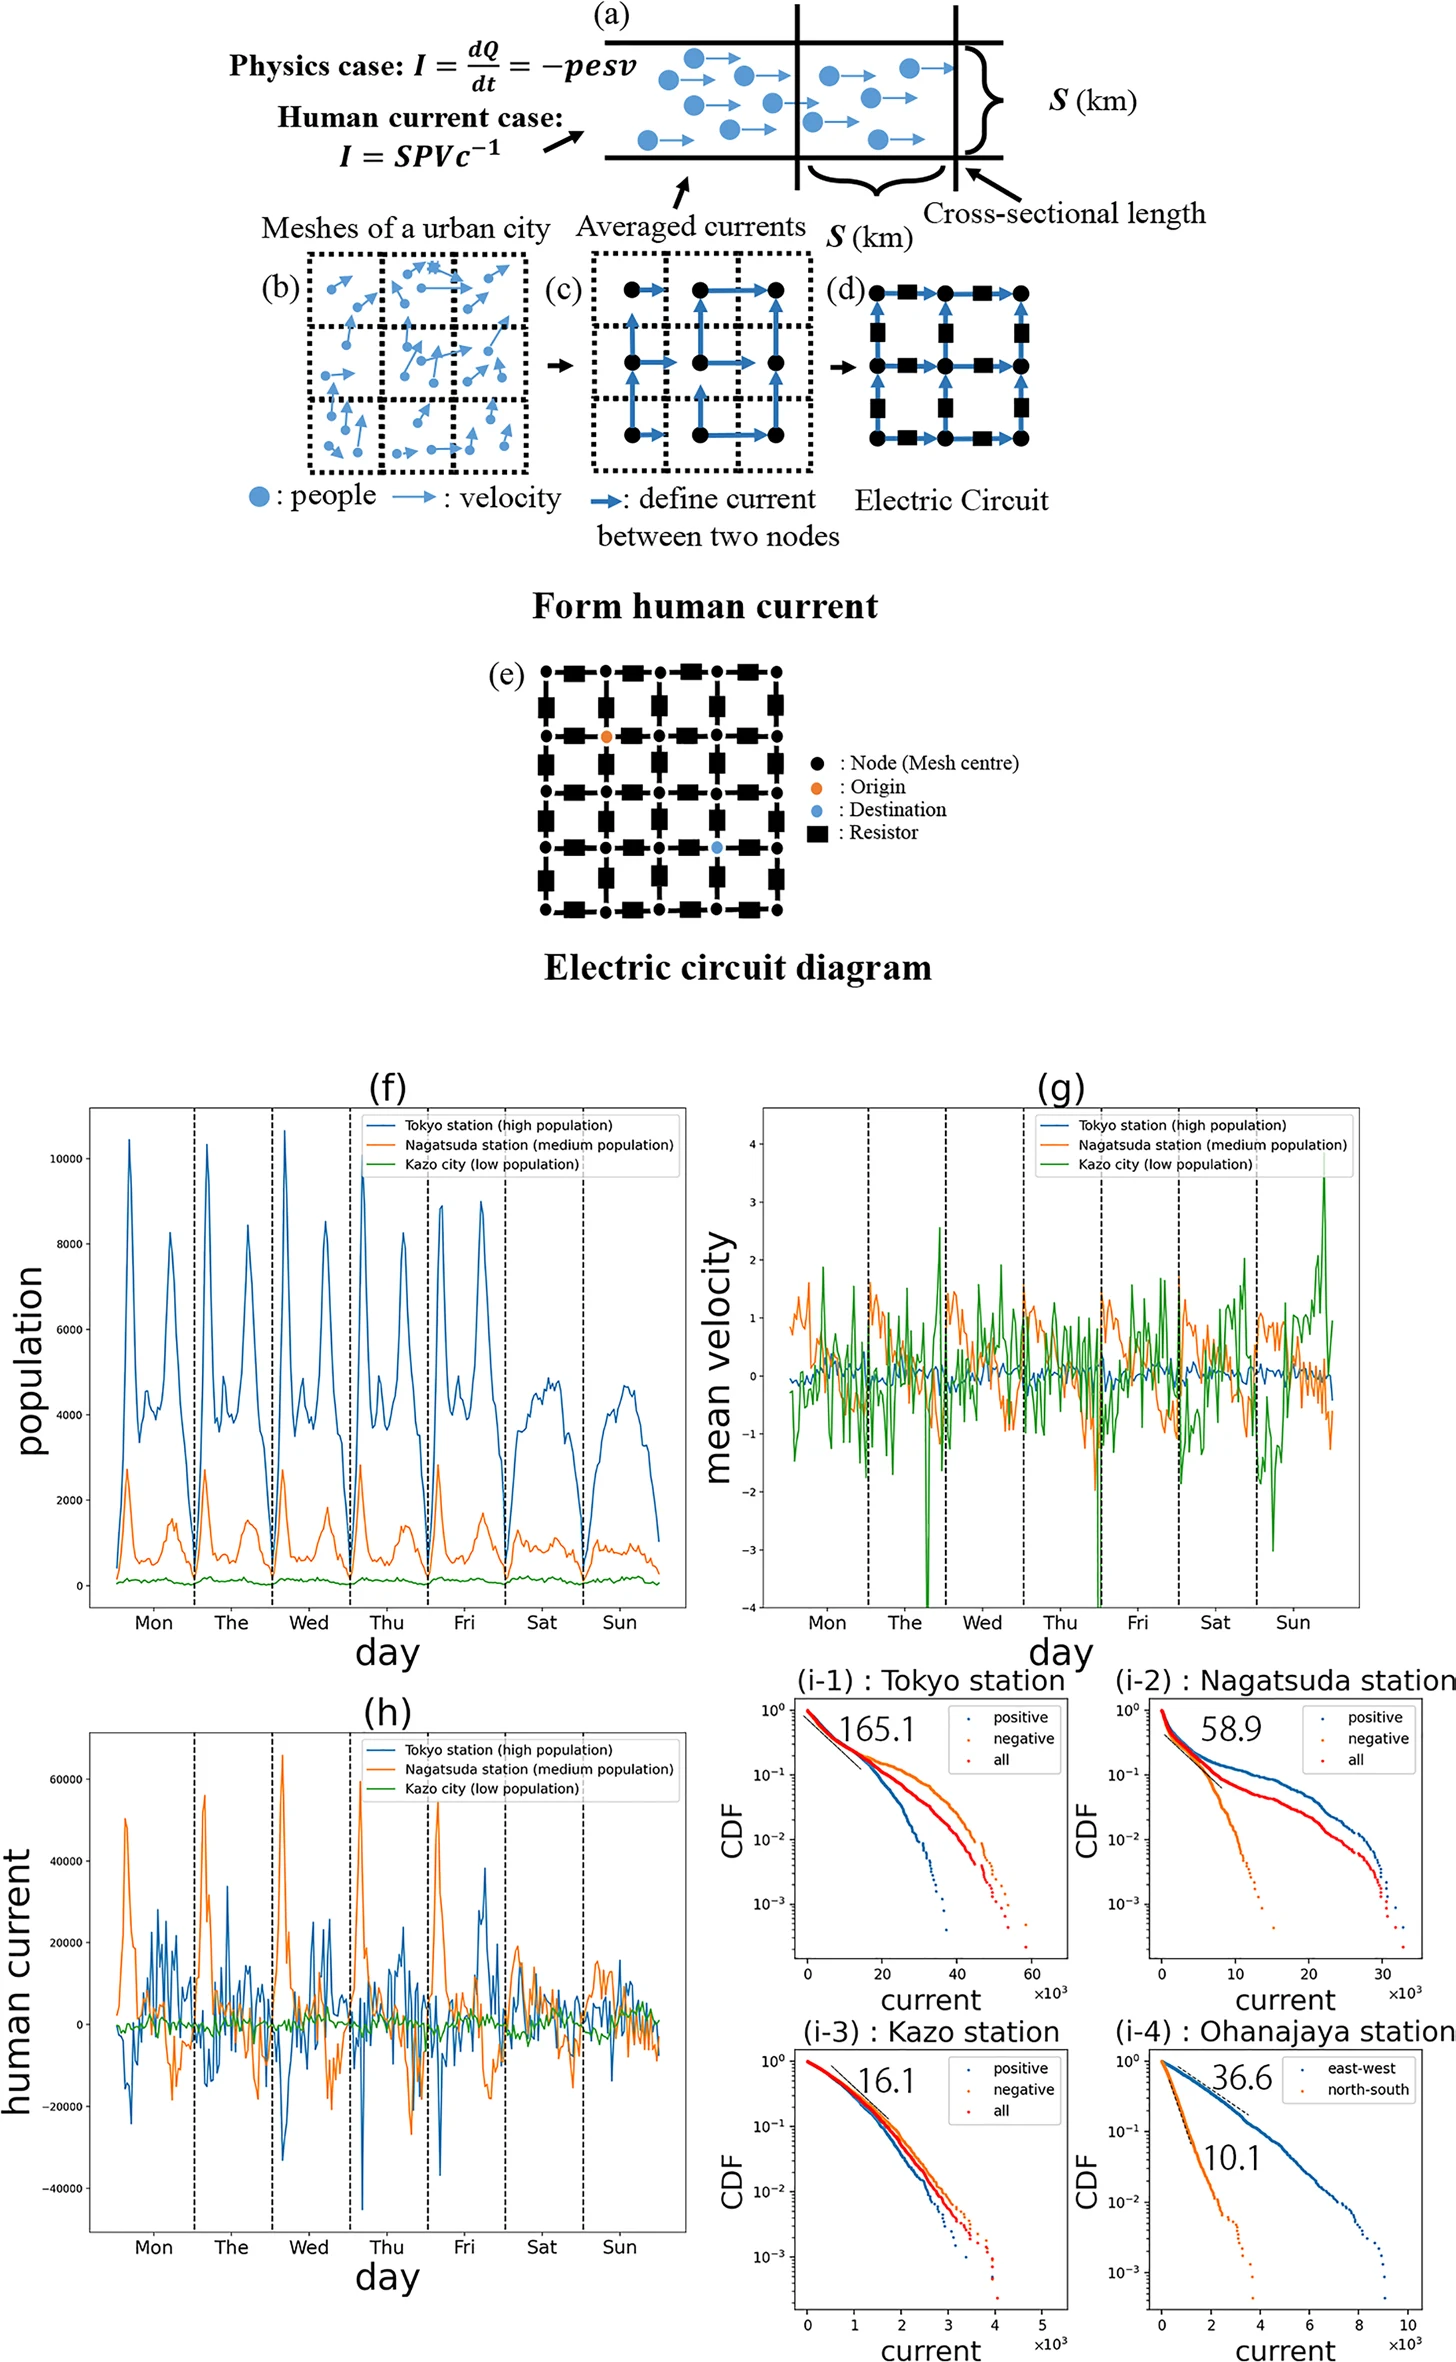 (a)
Physics case: I = dQ/dt = −pesv
Human current case:
I = SPVc⁻¹
S (km)
Cross-sectional length
Meshes of a urban city
Averaged currents
S (km)
(b)
(c)
(d)
: people
: velocity
: define current
between two nodes
Electric Circuit
Form human current
(e)
: Node (Mesh centre)
: Origin
: Destination
: Resistor
Electric circuit diagram
(f)
Tokyo station (high population)
Nagatsuda station (medium population)
Kazo city (low population)
population
10000
8000
6000
4000
2000
0
Mon The Wed Thu Fri Sat Sun
day
(g)
Tokyo station (high population)
Nagatsuda station (medium population)
Kazo city (low population)
mean velocity
4
3
2
1
0
−1
−2
−3
−4
Mon The Wed Thu Fri Sat Sun
day
(h)
Tokyo station (high population)
Nagatsuda station (medium population)
Kazo city (low population)
human current
60000
40000
20000
0
−20000
−40000
Mon The Wed Thu Fri Sat Sun
day
(i-1) : Tokyo station
165.1
positive
negative
all
CDF
10⁰
10⁻¹
10⁻²
10⁻³
0 20 40 60
current
×10³
(i-2) : Nagatsuda station
58.9
positive
negative
all
CDF
10⁰
10⁻¹
10⁻²
10⁻³
0 10 20 30
current
×10³
(i-3) : Kazo station
16.1
positive
negative
all
CDF
10⁰
10⁻¹
10⁻²
10⁻³
0 1 2 3 4 5
current
×10³
(i-4) : Ohanajaya station
36.6
10.1
east-west
north-south
CDF
10⁰
10⁻¹
10⁻²
10⁻³
0 2 4 6 8 10
current
×10³